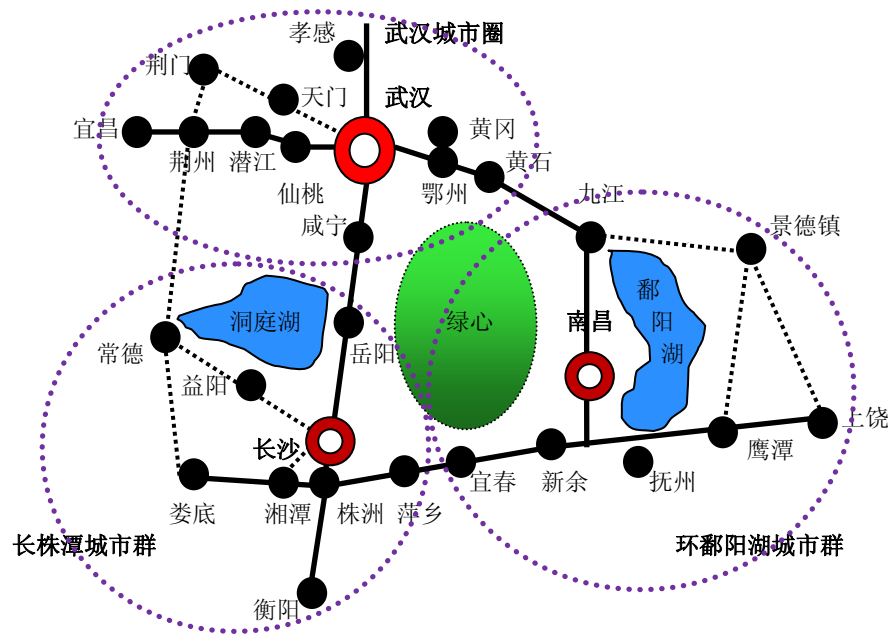 孝感
武汉城市圈
荆门
天门
武汉
宜昌
荆州
潜江
仙桃
黄冈
鄂州
黄石
九江
咸宁
景德镇
洞庭湖
绿心
南昌
鄱
阳
湖
常德
岳阳
益阳
长沙
上饶
娄底
湘潭
株洲
萍乡
宜春
新余
抚州
鹰潭
长株潭城市群
环鄱阳湖城市群
衡阳